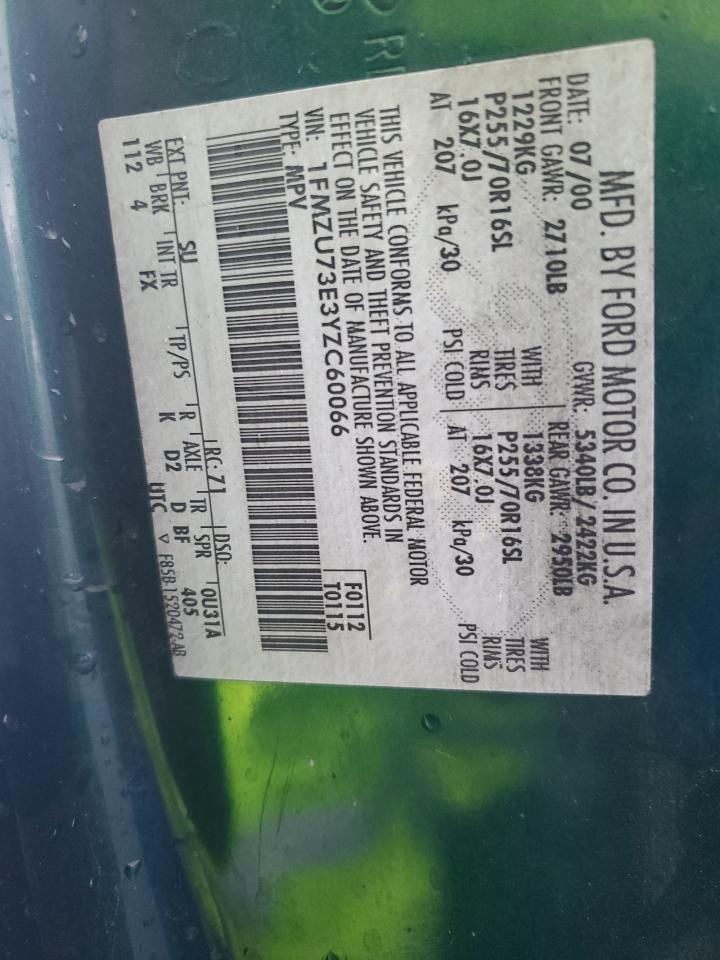 MFD. BY FORD MOTOR CO. IN U.S.A.
DATE: 07/00 GVWR: 5340LB/2422KG
FRONT GAWR: 2710LB REAR GAWR: 2950LB
1229KG WITH 1338KG WITH
P255/70R16SL TIRES P255/70R16SL TIRES
16X7.0J RIMS 16X7.0J RIMS
AT 207 kPa/30 PSI COLD AT 207 kPa/30 PSI COLD
THIS VEHICLE CONFORMS TO ALL APPLICABLE FEDERAL MOTOR
VEHICLE SAFETY AND THEFT PREVENTION STANDARDS IN
EFFECT ON THE DATE OF MANUFACTURE SHOWN ABOVE.
VIN: 1FMZU73E3YZC60066 F0112
TYPE: MPV T0115
EXT PNT: SU RC: 71 DSO: 0U31A
WB BRK INT TR TP/PS R AXLE TR SPR 405
112 4 FX K D2 D BF
UTC ▽ F85B-1520472-AB